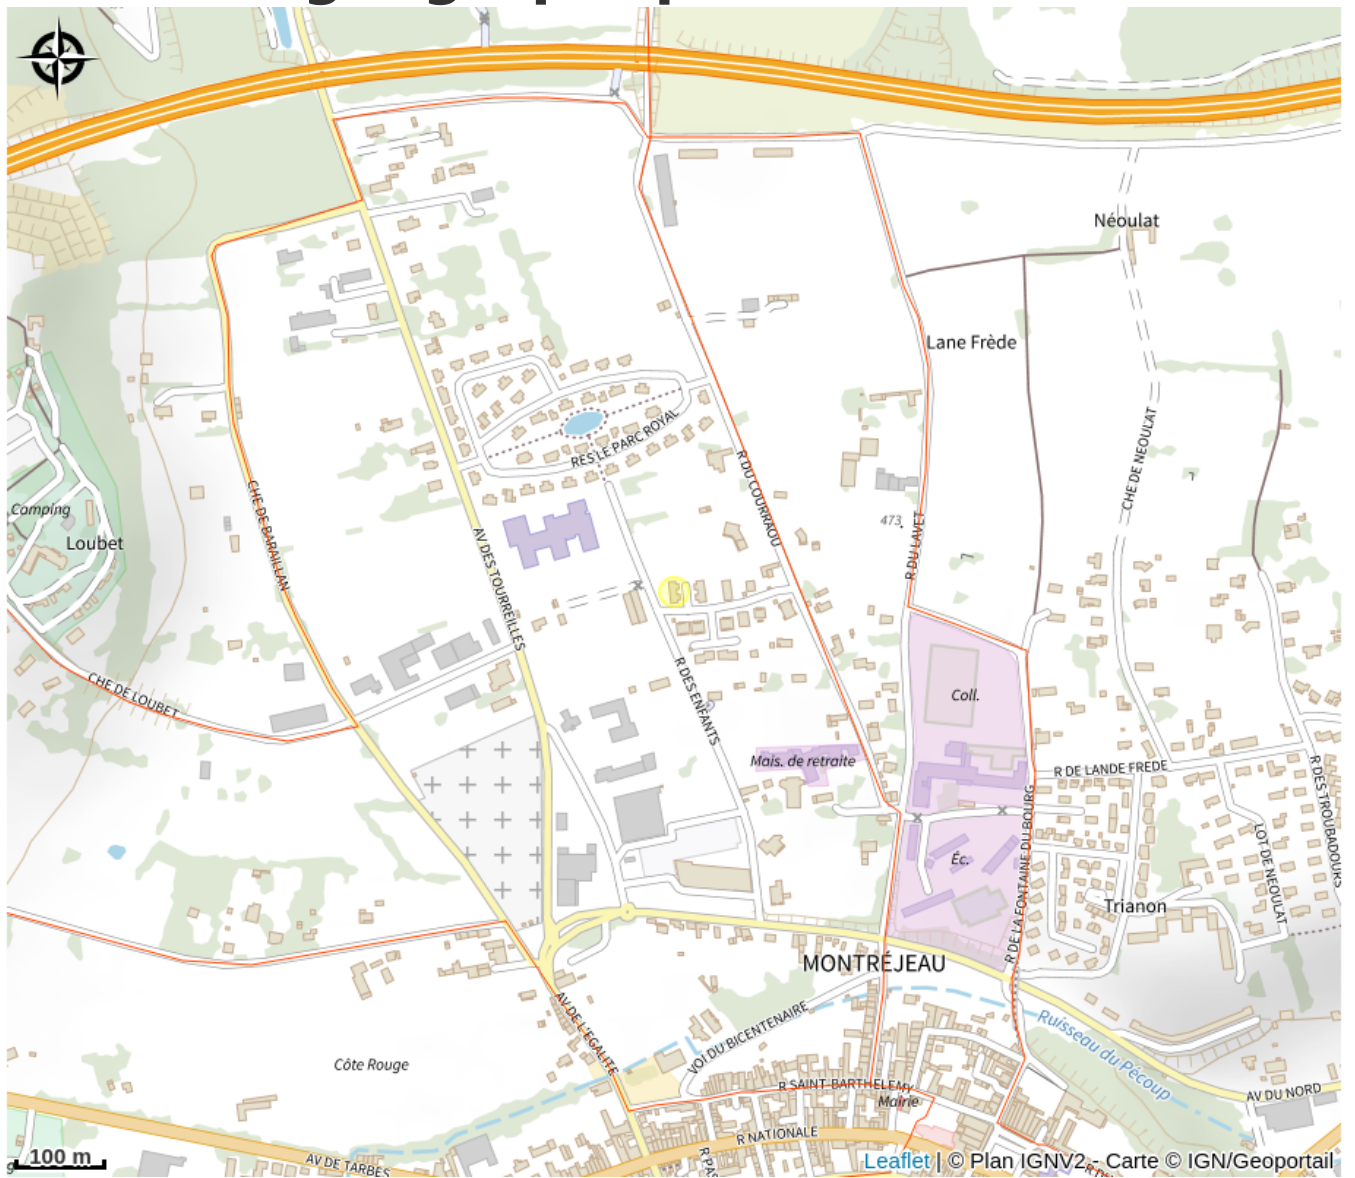 Néoulat
Lane Frède
CHE DE NEOULAT
RES LE PARC ROYAL
R DU COURRAOU
CHE DE BARAILLAN
Camping
Loubet
473
R DU LAVET
AV DES TOURREILLES
CHE DE LOUBET
R DES ENFANTS
Coll.
Mais. de retraite
R DE LANDE FREDE
R DES TROUBADOURS
LOT DE NEOULAT
Éc.
R DE LA FONTAINE DU BOURG
Trianon
MONTRÉJEAU
AV DE L'EGALITE
VOI DU BICENTENAIRE
Ruisseau du Pécoup
Côte Rouge
R SAINT-BARTHELEMY
Mairie
AV DU NORD
R NATIONALE
AV DE TARBES
R PAS
100 m
Leaflet | © Plan IGNV2 - Carte © IGN/Geoportail